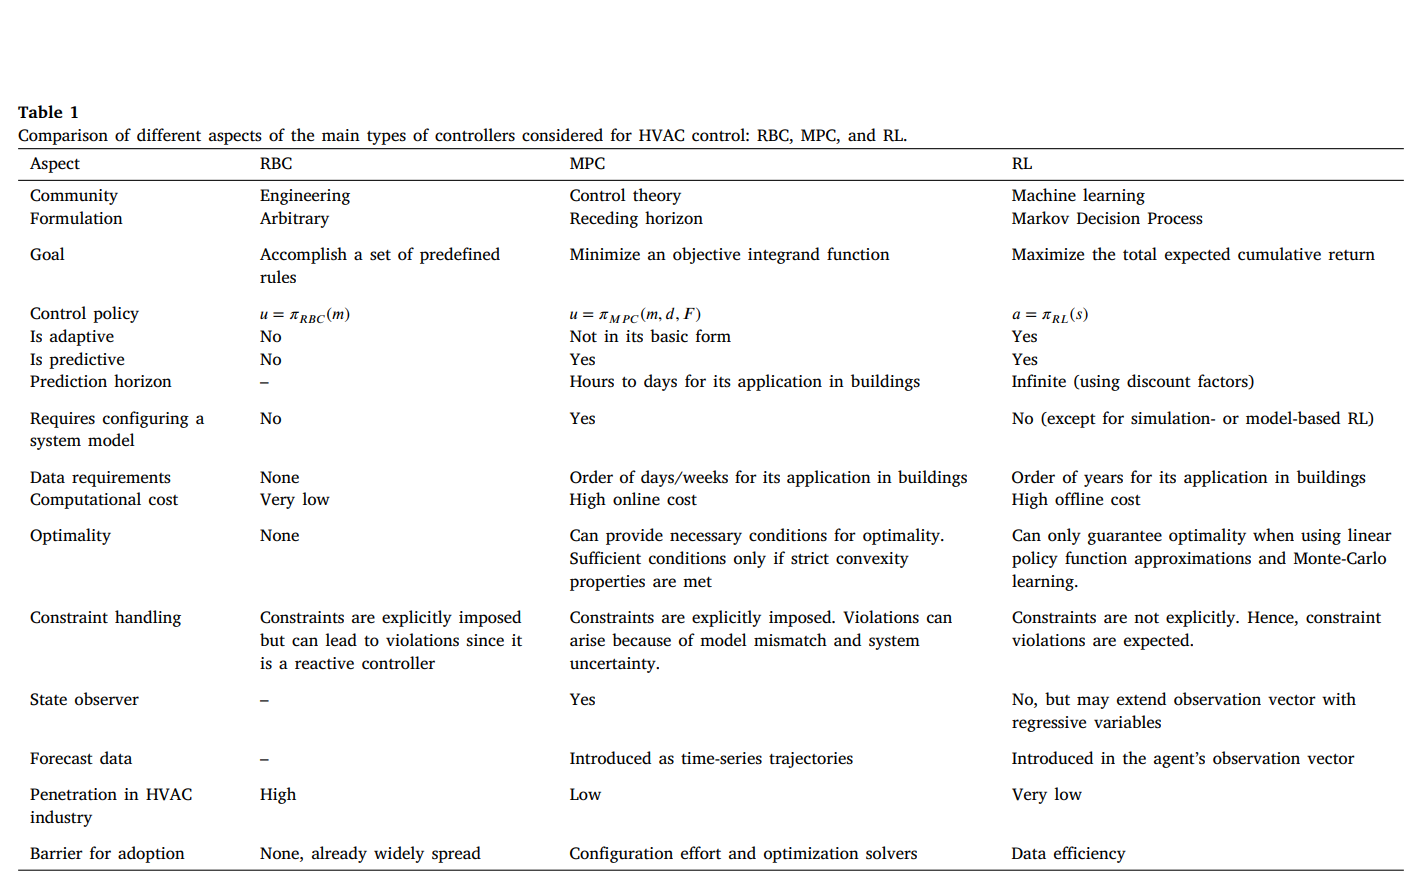 Table 1
Comparison of different aspects of the main types of controllers considered for HVAC control: RBC, MPC, and RL.
Aspect RBC MPC RL
Community Engineering Control theory Machine learning
Formulation Arbitrary Receding horizon Markov Decision Process
Goal Accomplish a set of predefined Minimize an objective integrand function Maximize the total expected cumulative return
rules
Control policy u = π_RBC(m) u = π_MPC(m, d, F) a = π_RL(s)
Is adaptive No Not in its basic form Yes
Is predictive No Yes Yes
Prediction horizon – Hours to days for its application in buildings Infinite (using discount factors)
Requires configuring a No Yes No (except for simulation- or model-based RL)
system model
Data requirements None Order of days/weeks for its application in buildings Order of years for its application in buildings
Computational cost Very low High online cost High offline cost
Optimality None Can provide necessary conditions for optimality. Can only guarantee optimality when using linear
Sufficient conditions only if strict convexity policy function approximations and Monte-Carlo
properties are met learning.
Constraint handling Constraints are explicitly imposed Constraints are explicitly imposed. Violations can Constraints are not explicitly. Hence, constraint
but can lead to violations since it arise because of model mismatch and system violations are expected.
is a reactive controller uncertainty.
State observer – Yes No, but may extend observation vector with
regressive variables
Forecast data – Introduced as time-series trajectories Introduced in the agent's observation vector
Penetration in HVAC High Low Very low
industry
Barrier for adoption None, already widely spread Configuration effort and optimization solvers Data efficiency